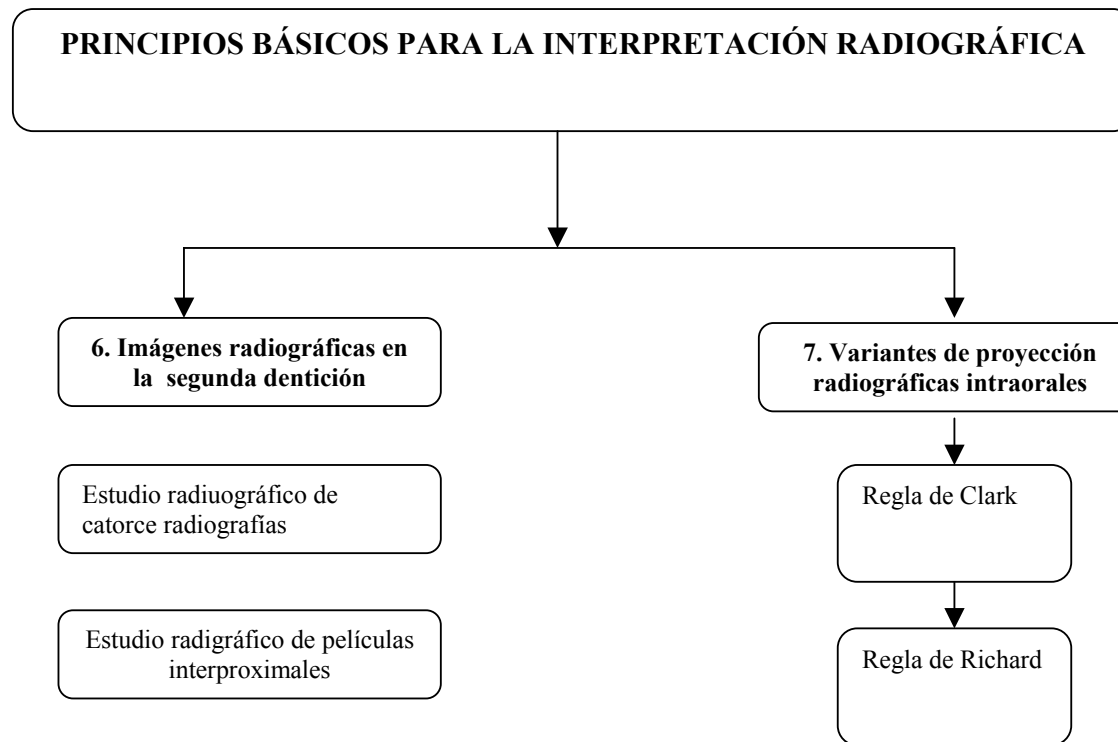 PRINCIPIOS BÁSICOS PARA LA INTERPRETACIÓN RADIOGRÁFICA
6. Imágenes radiográficas en
la segunda dentición
Estudio radiuográfico de
catorce radiografías
Estudio radigráfico de películas
interproximales
7. Variantes de proyección
radiográficas intraorales
Regla de Clark
Regla de Richard